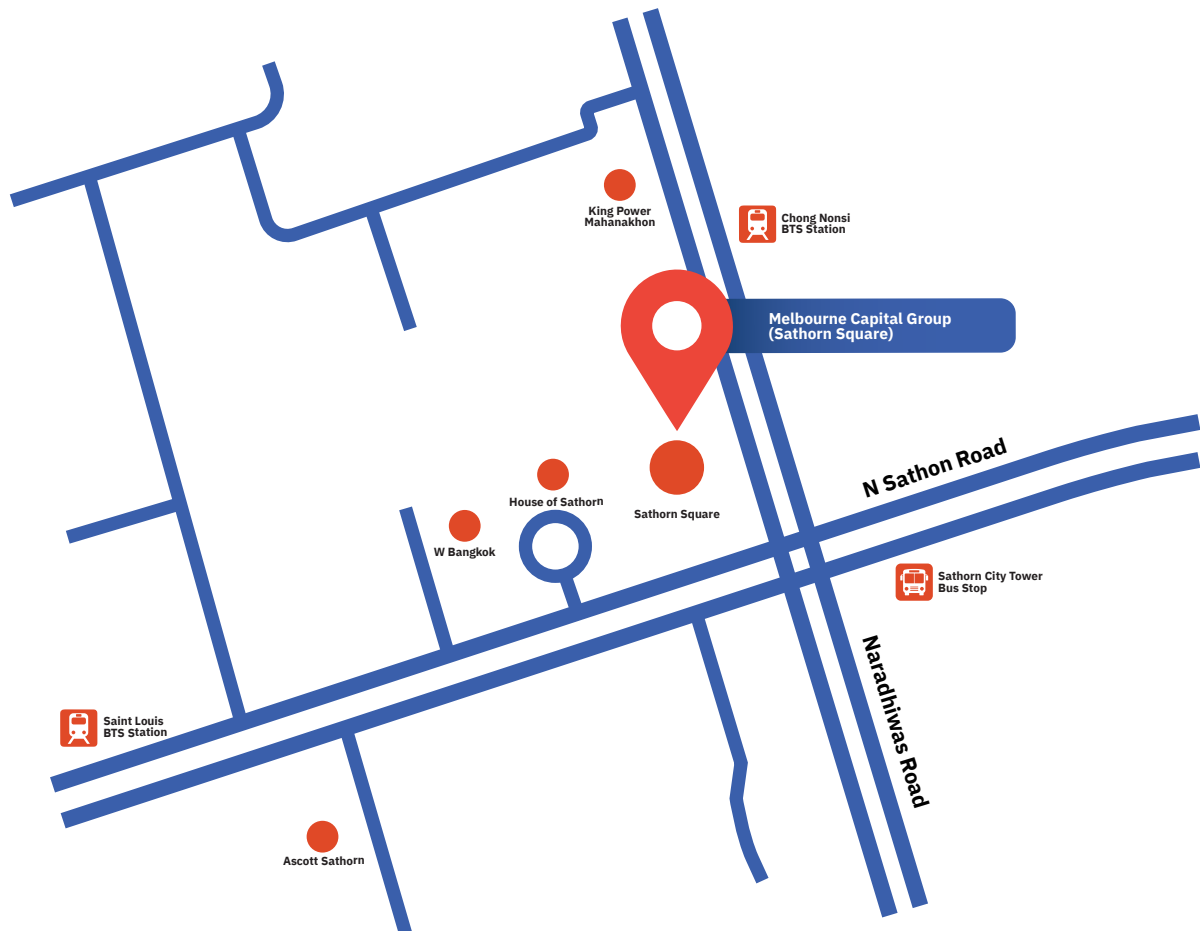 King Power
Mahanakhon
Chong Nonsi
BTS Station
Melbourne Capital Group
(Sathorn Square)
N Sathon Road
House of Sathorn
Sathorn Square
W Bangkok
Sathorn City Tower
Bus Stop
Naradhiwas Road
Saint Louis
BTS Station
Ascott Sathorn